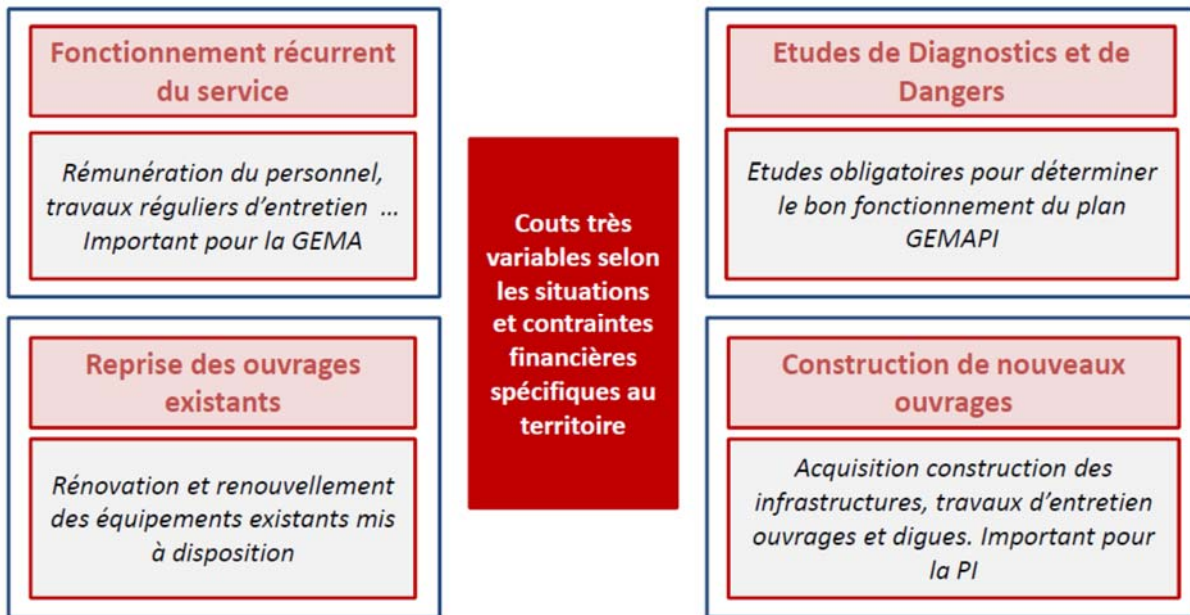 Fonctionnement récurrent
du service
Rémunération du personnel,
travaux réguliers d’entretien ...
Important pour la GEMA
Etudes de Diagnostics et de
Dangers
Etudes obligatoires pour déterminer
le bon fonctionnement du plan
GEMAPI
Couts très
variables selon
les situations
et contraintes
financières
spécifiques au
territoire
Reprise des ouvrages
existants
Rénovation et renouvellement
des équipements existants mis
à disposition
Construction de nouveaux
ouvrages
Acquisition construction des
infrastructures, travaux d’entretien
ouvrages et digues. Important pour
la PI